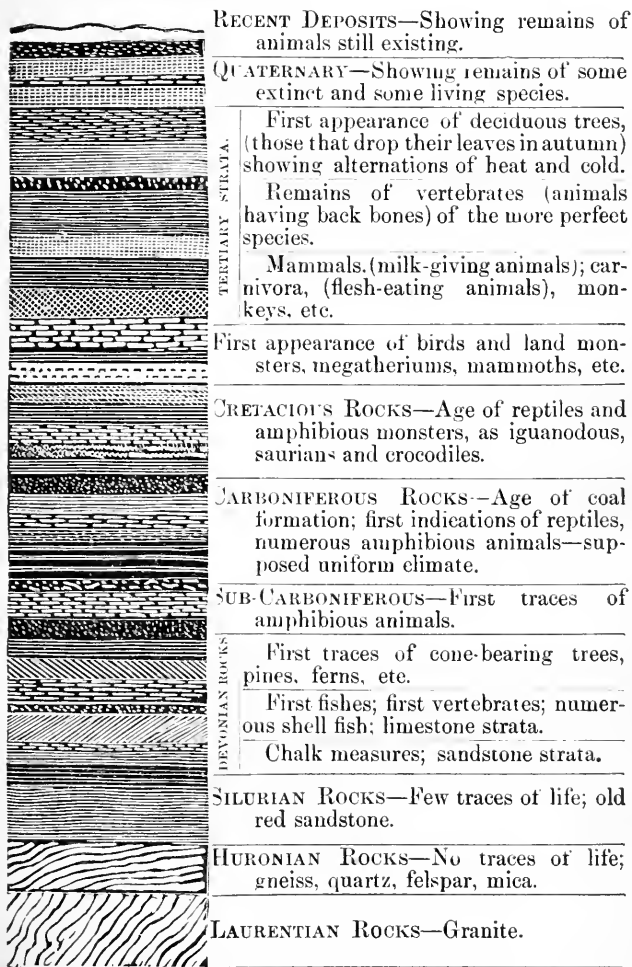 RECENT DEPOSITS—Showing remains of
animals still existing.
QUATERNARY—Showing remains of some
extinct and some living species.
TERTIARY STRATA.
First appearance of deciduous trees,
(those that drop their leaves in autumn)
showing alternations of heat and cold.
Remains of vertebrates (animals
having back bones) of the more perfect
species.
Mammals. (milk-giving animals); car-
nivora, (flesh-eating animals), mon-
keys, etc.
First appearance of birds and land mon-
sters, megatheriums, mammoths, etc.
CRETACIOUS ROCKS—Age of reptiles and
amphibious monsters, as iguanodous,
saurians and crocodiles.
CARBONIFEROUS ROCKS—Age of coal
formation; first indications of reptiles,
numerous amphibious animals—sup-
posed uniform climate.
SUB-CARBONIFEROUS—First traces of
amphibious animals.
DEVONIAN ROCKS
First traces of cone-bearing trees,
pines, ferns, etc.
First fishes; first vertebrates; numer-
ous shell fish; limestone strata.
Chalk measures; sandstone strata.
SILURIAN ROCKS—Few traces of life; old
red sandstone.
HURONIAN ROCKS—No traces of life;
gneiss, quartz, felspar, mica.
LAURENTIAN ROCKS—Granite.